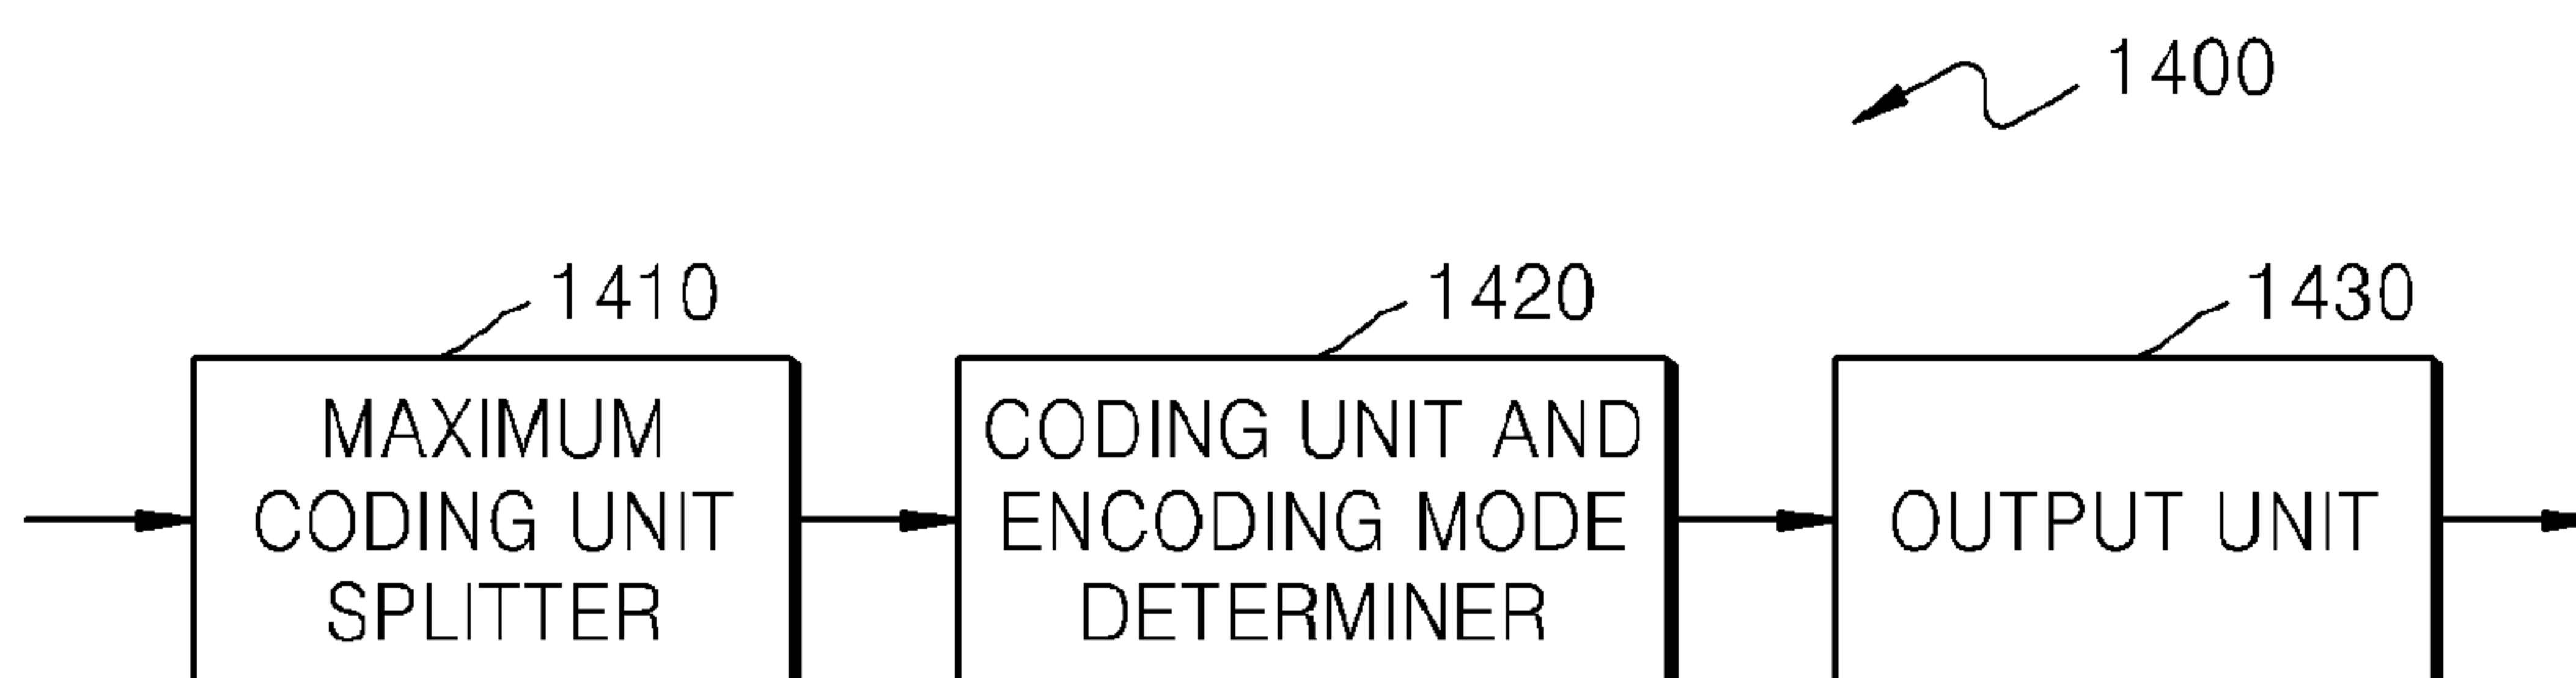 1400
1410
1420
1430
MAXIMUM
CODING UNIT
SPLITTER
CODING UNIT AND
ENCODING MODE
DETERMINER
OUTPUT UNIT